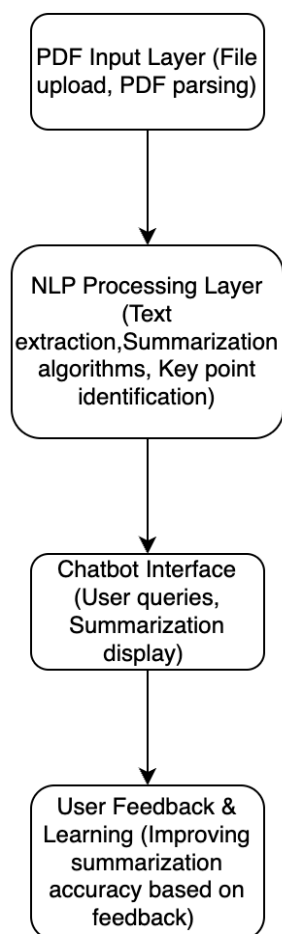 PDF Input Layer (File
upload, PDF parsing)
NLP Processing Layer
(Text
extraction,Summarization
algorithms, Key point
identification)
Chatbot Interface
(User queries,
Summarization
display)
User Feedback &
Learning (Improving
summarization
accuracy based on
feedback)